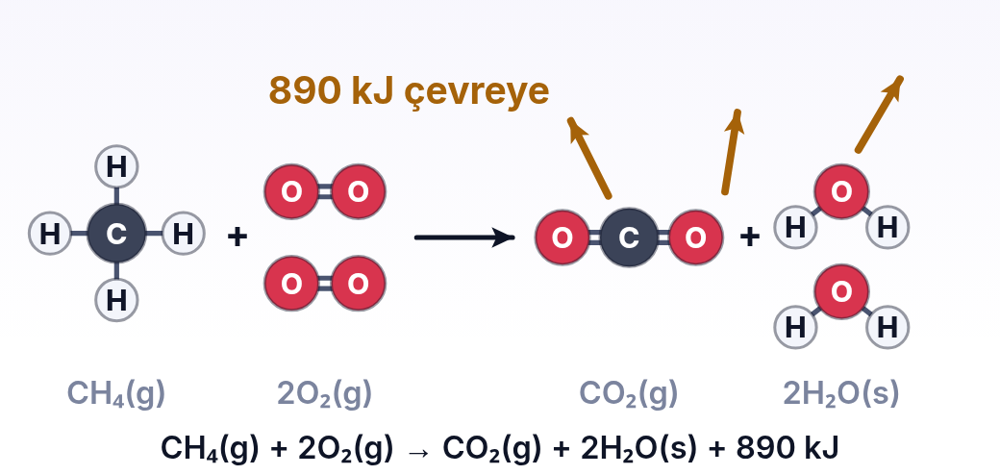 890 kJ çevreye
H
H C H
H
+
O O
O O
O C O
+
O
H H
O
H H
CH₄(g) 2O₂(g) CO₂(g) 2H₂O(s)
CH₄(g) + 2O₂(g) → CO₂(g) + 2H₂O(s) + 890 kJ